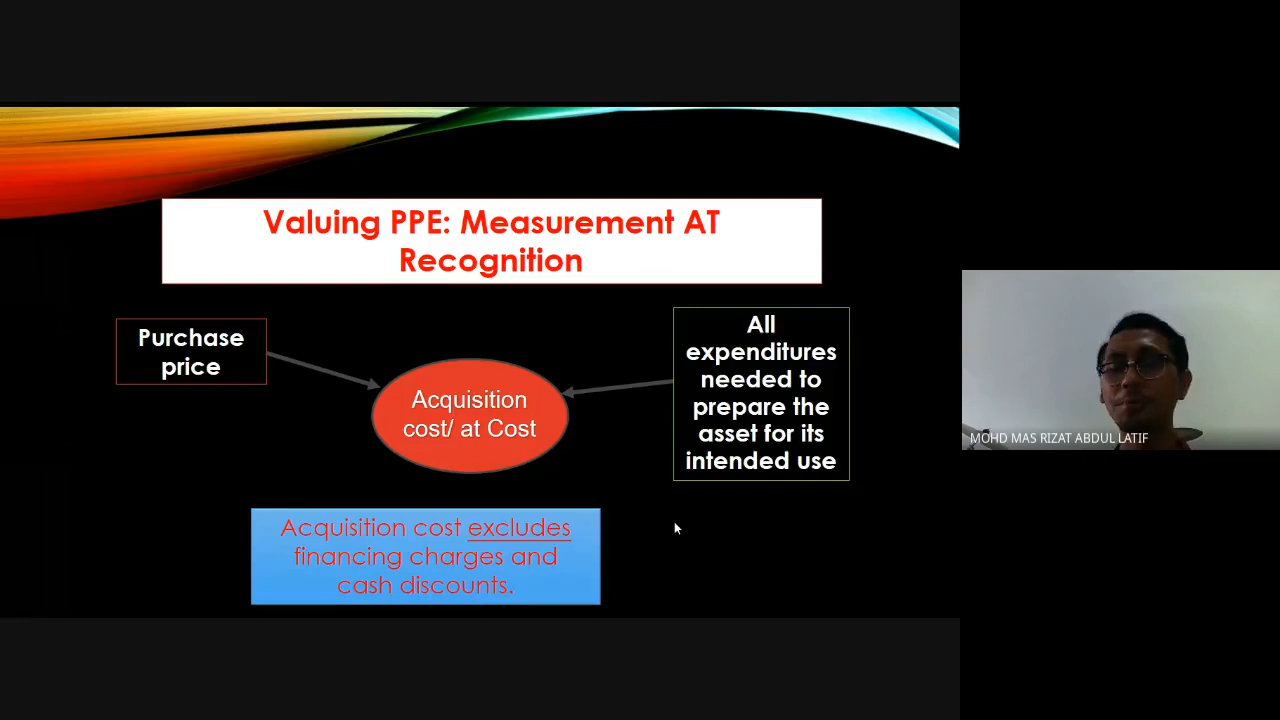 Valuing PPE: Measurement AT
Recognition
Purchase
price
Acquisition
cost/ at Cost
All
expenditures
needed to
prepare the
asset for its
intended use
Acquisition cost excludes
financing charges and
cash discounts.
MOHD MAS RIZAT ABDUL LATIF